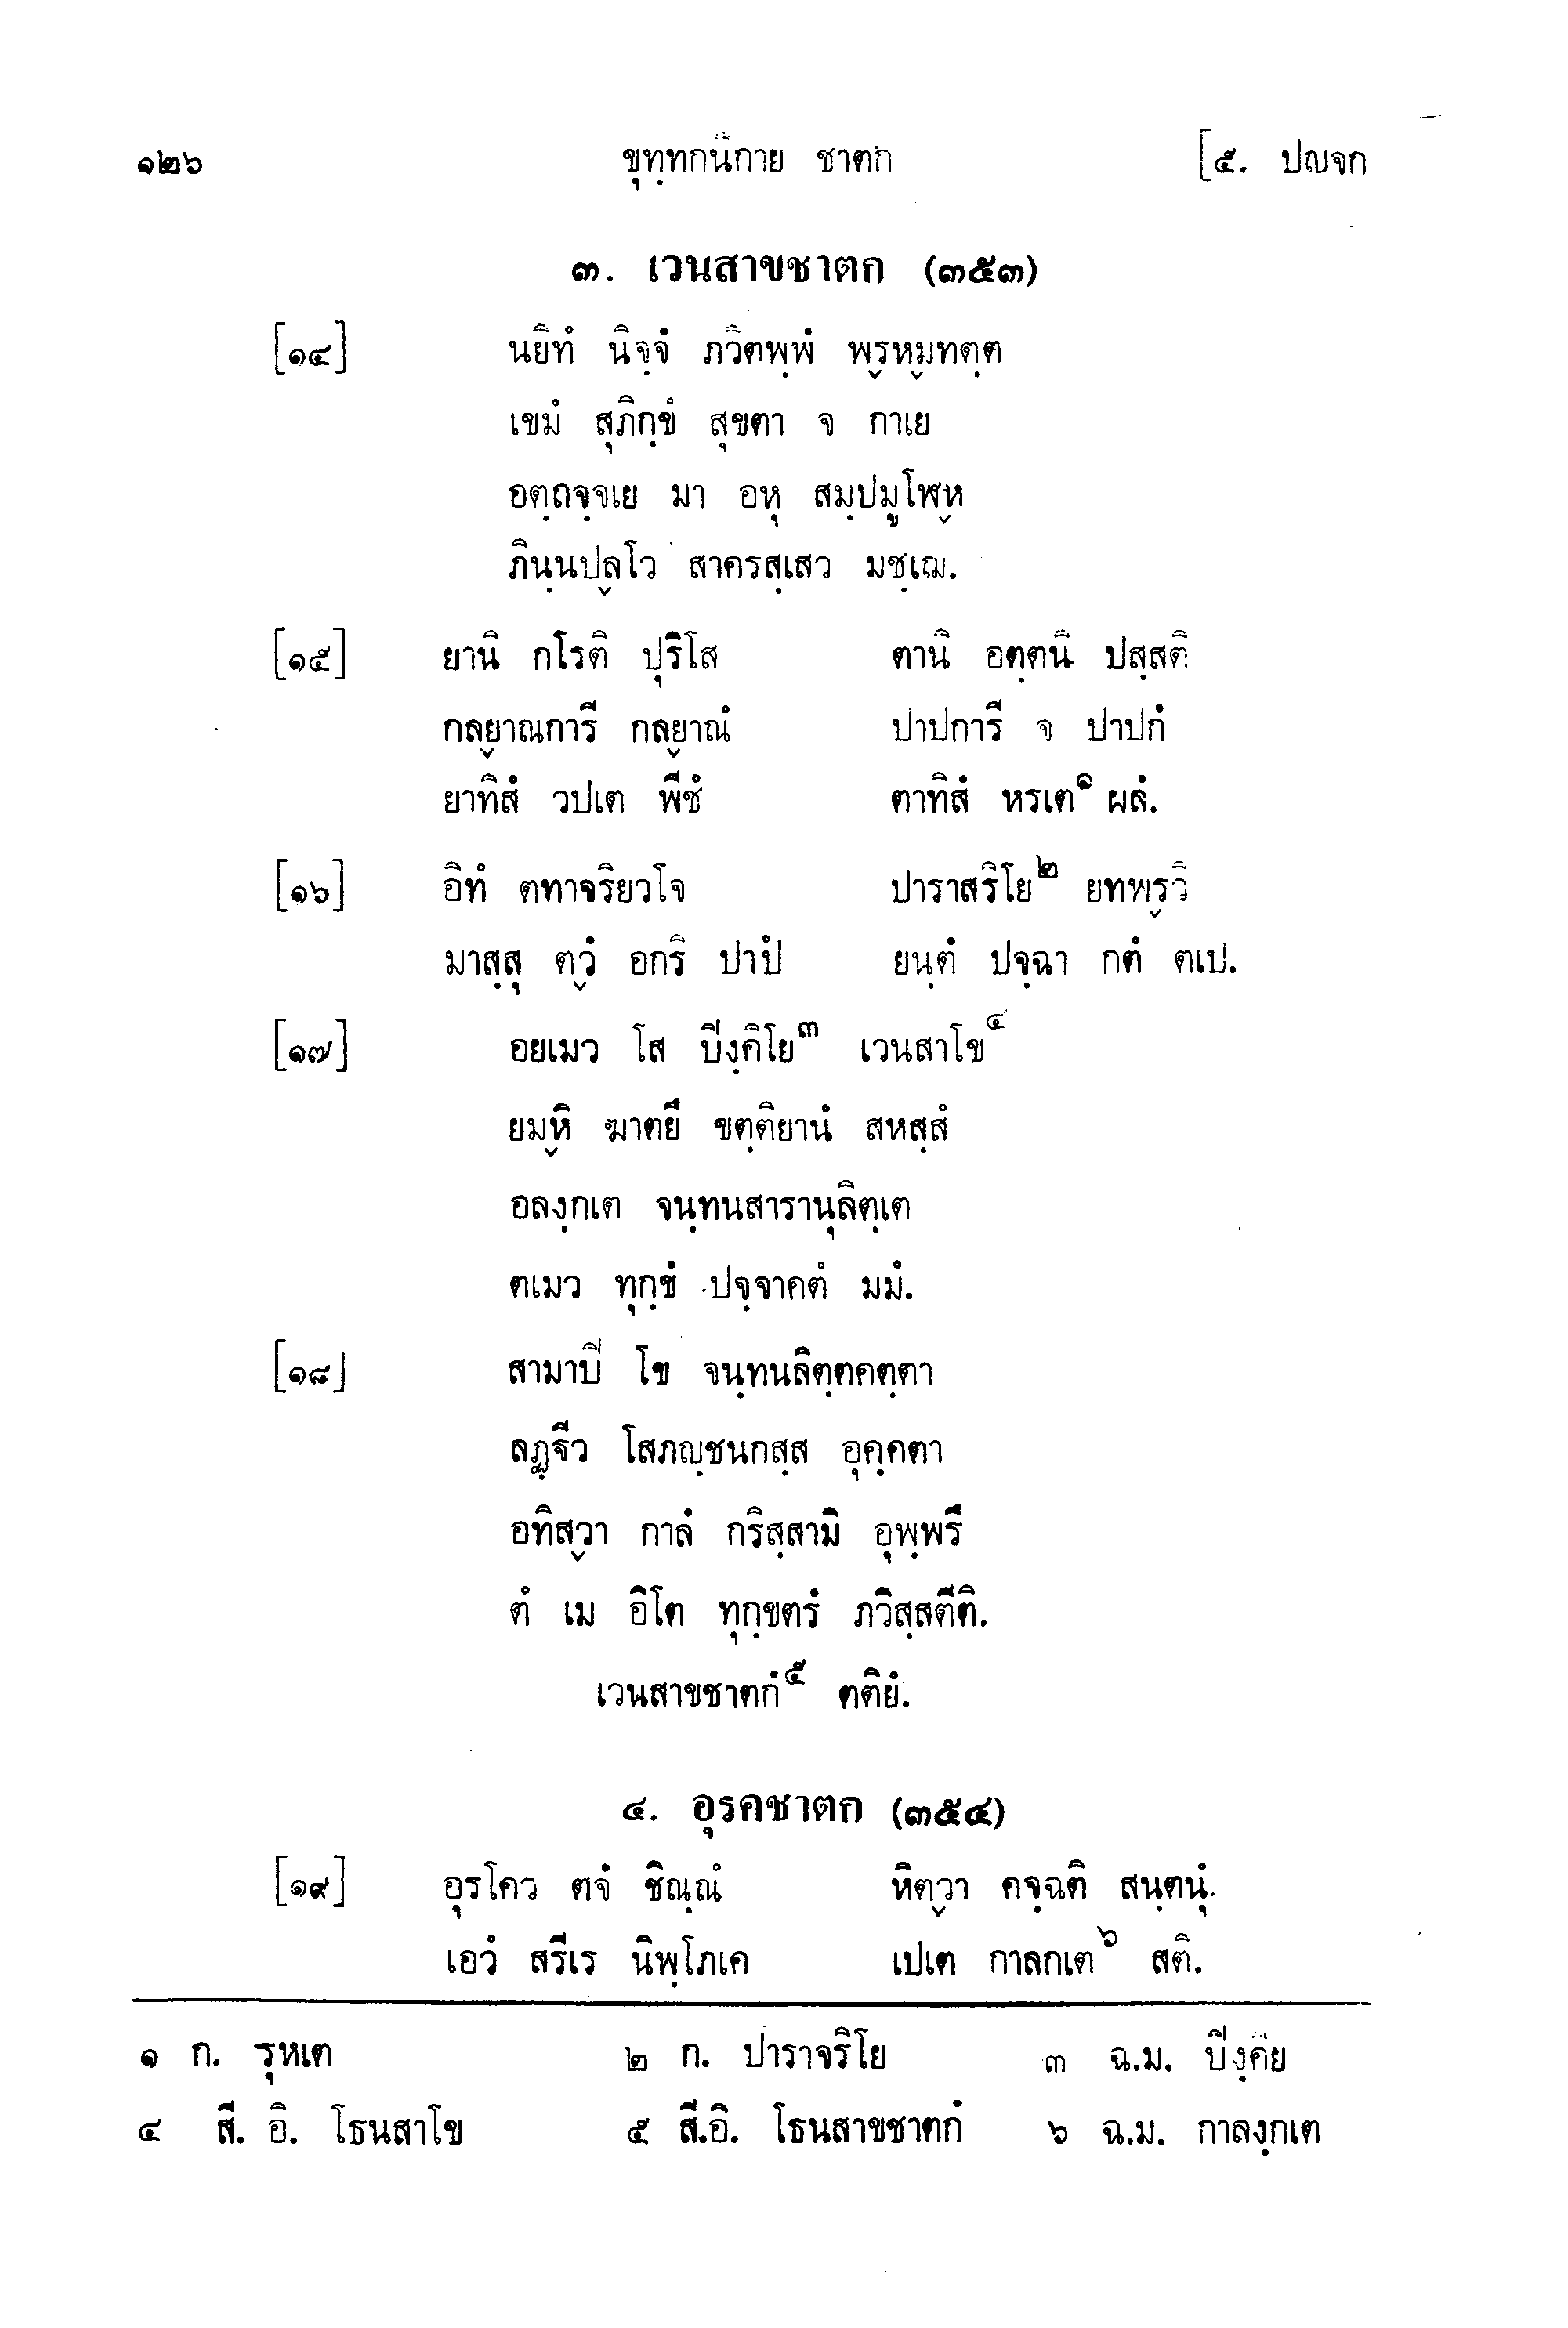 ๑๒๖ ขุทฺทกนิกาย ชาตก [๕. ปญจก
๓. เวนสาขชาตก (๓๕๓)
[๑๔] นยิทํ นิจฺจํ ภวิตพฺพํ พฺรหฺมทตฺต
เขมํ สุภิกฺขํ สุขตา จ กาเย
อตฺถจฺจเย มา อหุ สมฺปมูโฬฺห
ภินฺนปฺลโว สาครสฺเสว มชฺเฌ.
[๑๕] ยานิ กโรติ ปุริโส ตานิ อตฺตนิ ปสฺสติ
กลฺยาณการี กลฺยาณํ ปาปการี จ ปาปกํ
ยาทิสํ วปเต พีชํ ตาทิสํ หรเต๑ ผลํ.
[๑๖] อิทํ ตทาจริยวโจ ปาราสริโย๒ ยทพฺรวิ
มาสฺสุ ตฺวํ อกริ ปาปํ ยนฺตํ ปจฺฉา กตํ ตเป.
[๑๗] อยเมว โส ปิงฺคิโย๓ เวนสาโข๔
ยมฺหิ ฆาตยึ ขตฺติยานํ สหสฺสํ
อลงฺกเต จนฺทนสารานุลิตฺเต
ตเมว ทุกฺขํ ปจฺจาคตํ มมํ.
[๑๘] สามาปิ โข จนฺทนลิตฺตคตฺตา
ลฏฺฐีว โสภญฺชนกสฺส อุคฺคตา
อทิสฺวา กาลํ กริสฺสามิ อุพฺพรึ
ตํ เม อิโต ทุกฺขตรํ ภวิสฺสตีติ.
เวนสาขชาตกํ๕ ตติยํ.
๔. อุรคชาตก (๓๕๔)
[๑๙] อุรโคว ตจํ ชิณฺณํ หิตฺวา คจฺฉติ สนฺตนุํ.
เอวํ สรีเร นิพฺโภเค เปเต กาลกเต๖ สติ.
๑ ก. รุหเต ๒ ก. ปาราจริโย ๓ ฉ.ม. ปิงฺคิย
๔ สี. อิ. โธนสาโข ๕ สี.อิ. โธนสาขชาตกํ ๖ ฉ.ม. กาลงฺกเต